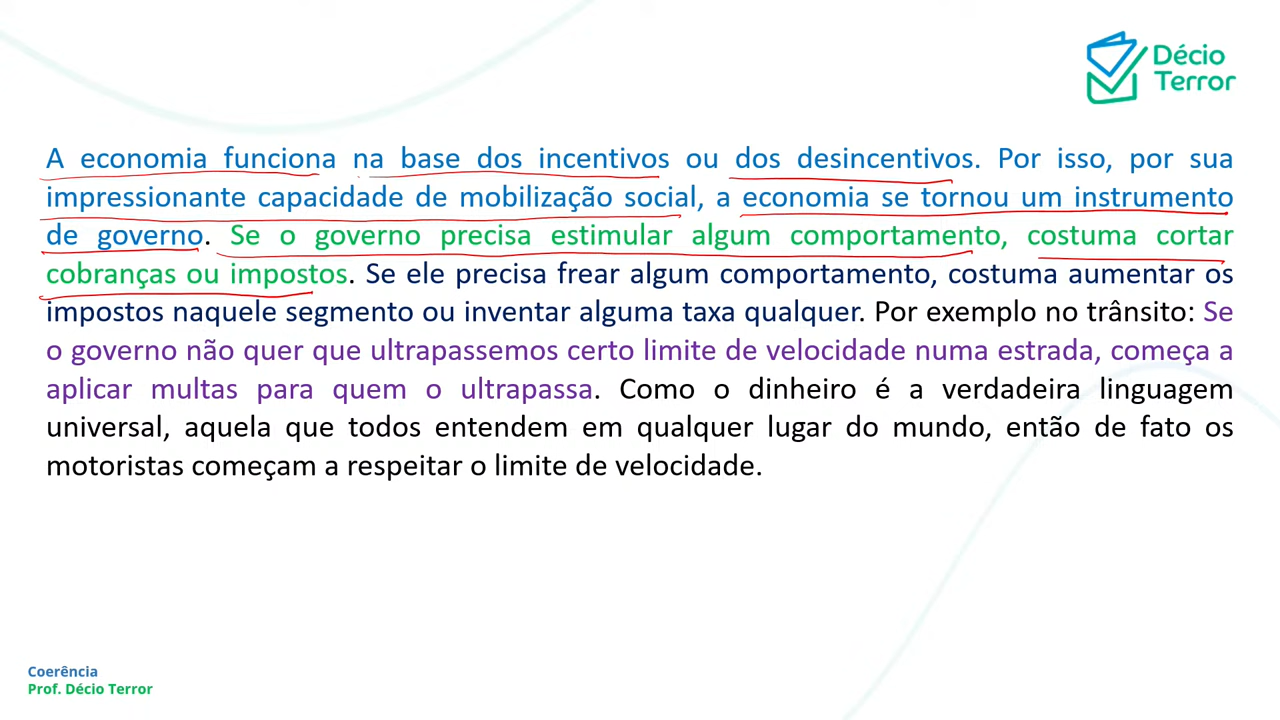 Décio
Terror
A economia funciona na base dos incentivos ou dos desincentivos. Por isso, por sua
impressionante capacidade de mobilização social, a economia se tornou um instrumento
de governo. Se o governo precisa estimular algum comportamento, costuma cortar
cobranças ou impostos. Se ele precisa frear algum comportamento, costuma aumentar os
impostos naquele segmento ou inventar alguma taxa qualquer. Por exemplo no trânsito: Se
o governo não quer que ultrapassemos certo limite de velocidade numa estrada, começa a
aplicar multas para quem o ultrapassa. Como o dinheiro é a verdadeira linguagem
universal, aquela que todos entendem em qualquer lugar do mundo, então de fato os
motoristas começam a respeitar o limite de velocidade.
Coerência
Prof. Décio Terror